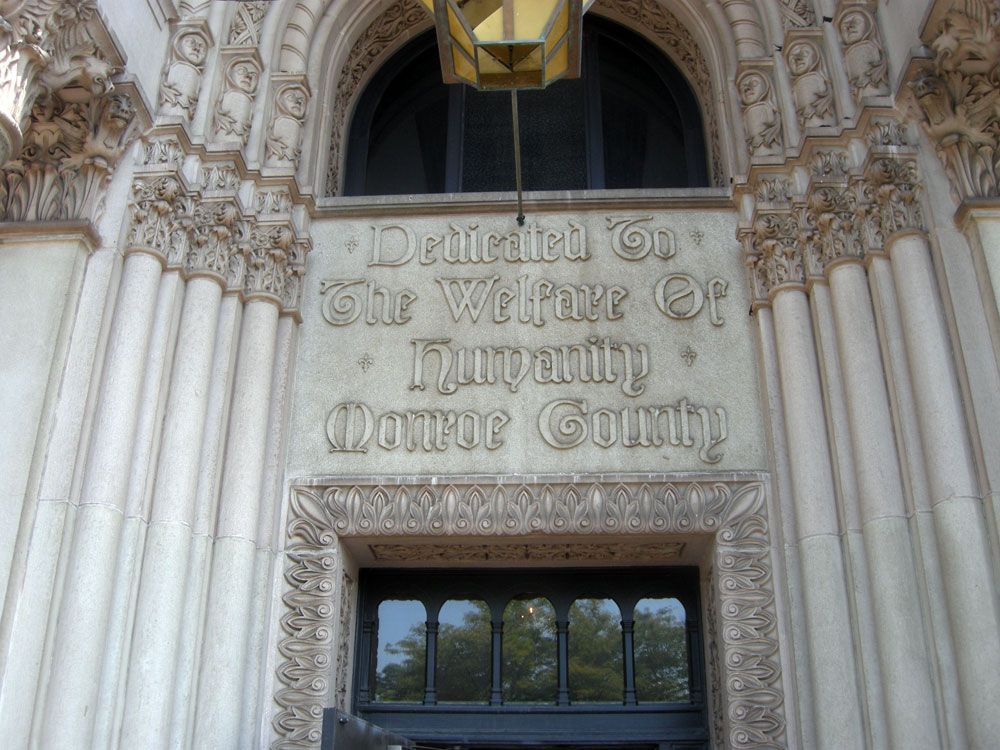 Dedicated To
The Welfare Of
Humanity
Monroe County